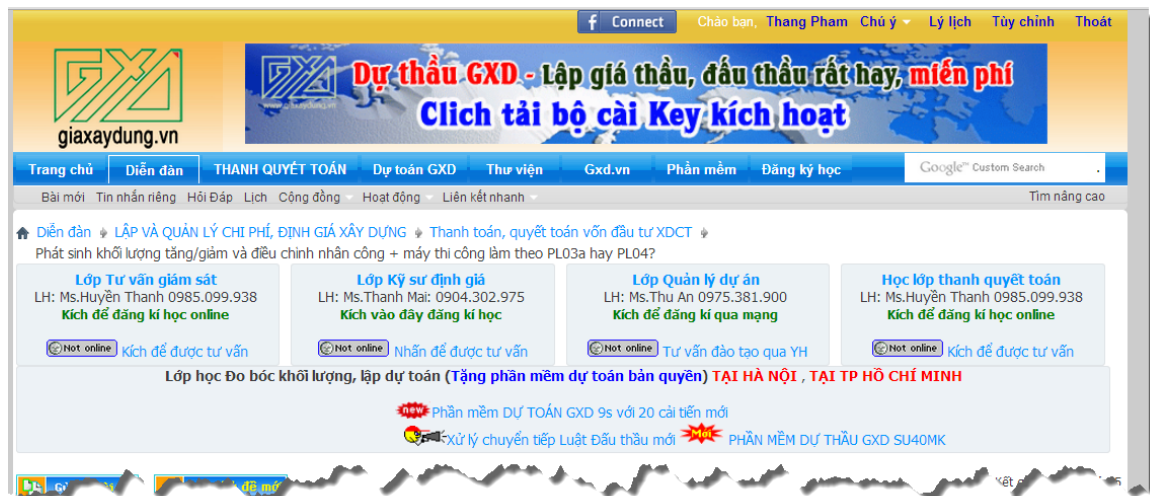 f Connect Chào bạn, Thang Pham Chú ý Lý lịch Tùy chỉnh Thoát
GXD
giaxaydung.vn
Dự thầu GXD - Lập giá thầu, đấu thầu rất hay, miến phí
Clich tải bộ cài Key kích hoạt
Trang chủ Diễn đàn THANH QUYẾT TOÁN Dự toán GXD Thư viện Gxd.vn Phần mềm Đăng ký học Google™ Custom Search
Bài mới Tin nhắn riêng Hỏi Đáp Lịch Cộng đồng Hoạt động Liên kết nhanh Tìm nâng cao
Diễn đàn LẬP VÀ QUẢN LÝ CHI PHÍ, ĐỊNH GIÁ XÂY DỰNG Thanh toán, quyết toán vốn đầu tư XDCT
Phát sinh khối lượng tăng/giảm và điều chỉnh nhân công + máy thi công làm theo PL03a hay PL04?
Lớp Tư vấn giám sát
LH: Ms.Huyền Thanh 0985.099.938
Kích để đăng kí học online
Not online Kích để được tư vấn
Lớp Kỹ sư định giá
LH: Ms.Thanh Mai: 0904.302.975
Kích vào đây đăng kí học
Not online Nhấn để được tư vấn
Lớp Quản lý dự án
LH: Ms.Thu An 0975.381.900
Kích để đăng kí qua mạng
Not online Tư vấn đào tạo qua YH
Học lớp thanh quyết toán
LH: Ms.Huyền Thanh 0985.099.938
Kích để đăng kí học online
Not online Kích để được tư vấn
Lớp học Đo bóc khối lượng, lập dự toán (Tặng phần mềm dự toán bản quyền) TẠI HÀ NỘI , TẠI TP HỒ CHÍ MINH
new Phần mềm DỰ TOÁN GXD 9s với 20 cải tiến mới
Xử lý chuyển tiếp Luật Đấu thầu mới Mới PHẦN MỀM DỰ THẦU GXD SU40MK